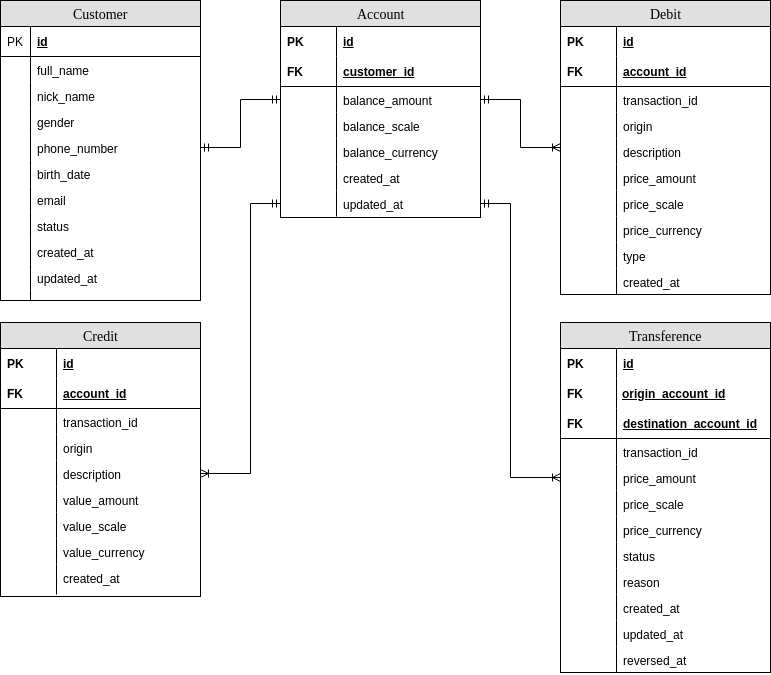 Customer
PK id
full_name
nick_name
gender
phone_number
birth_date
email
status
created_at
updated_at
Account
PK id
FK customer_id
balance_amount
balance_scale
balance_currency
created_at
updated_at
Debit
PK id
FK account_id
transaction_id
origin
description
price_amount
price_scale
price_currency
type
created_at
Credit
PK id
FK account_id
transaction_id
origin
description
value_amount
value_scale
value_currency
created_at
Transference
PK id
FK origin_account_id
FK destination_account_id
transaction_id
price_amount
price_scale
price_currency
status
reason
created_at
updated_at
reversed_at